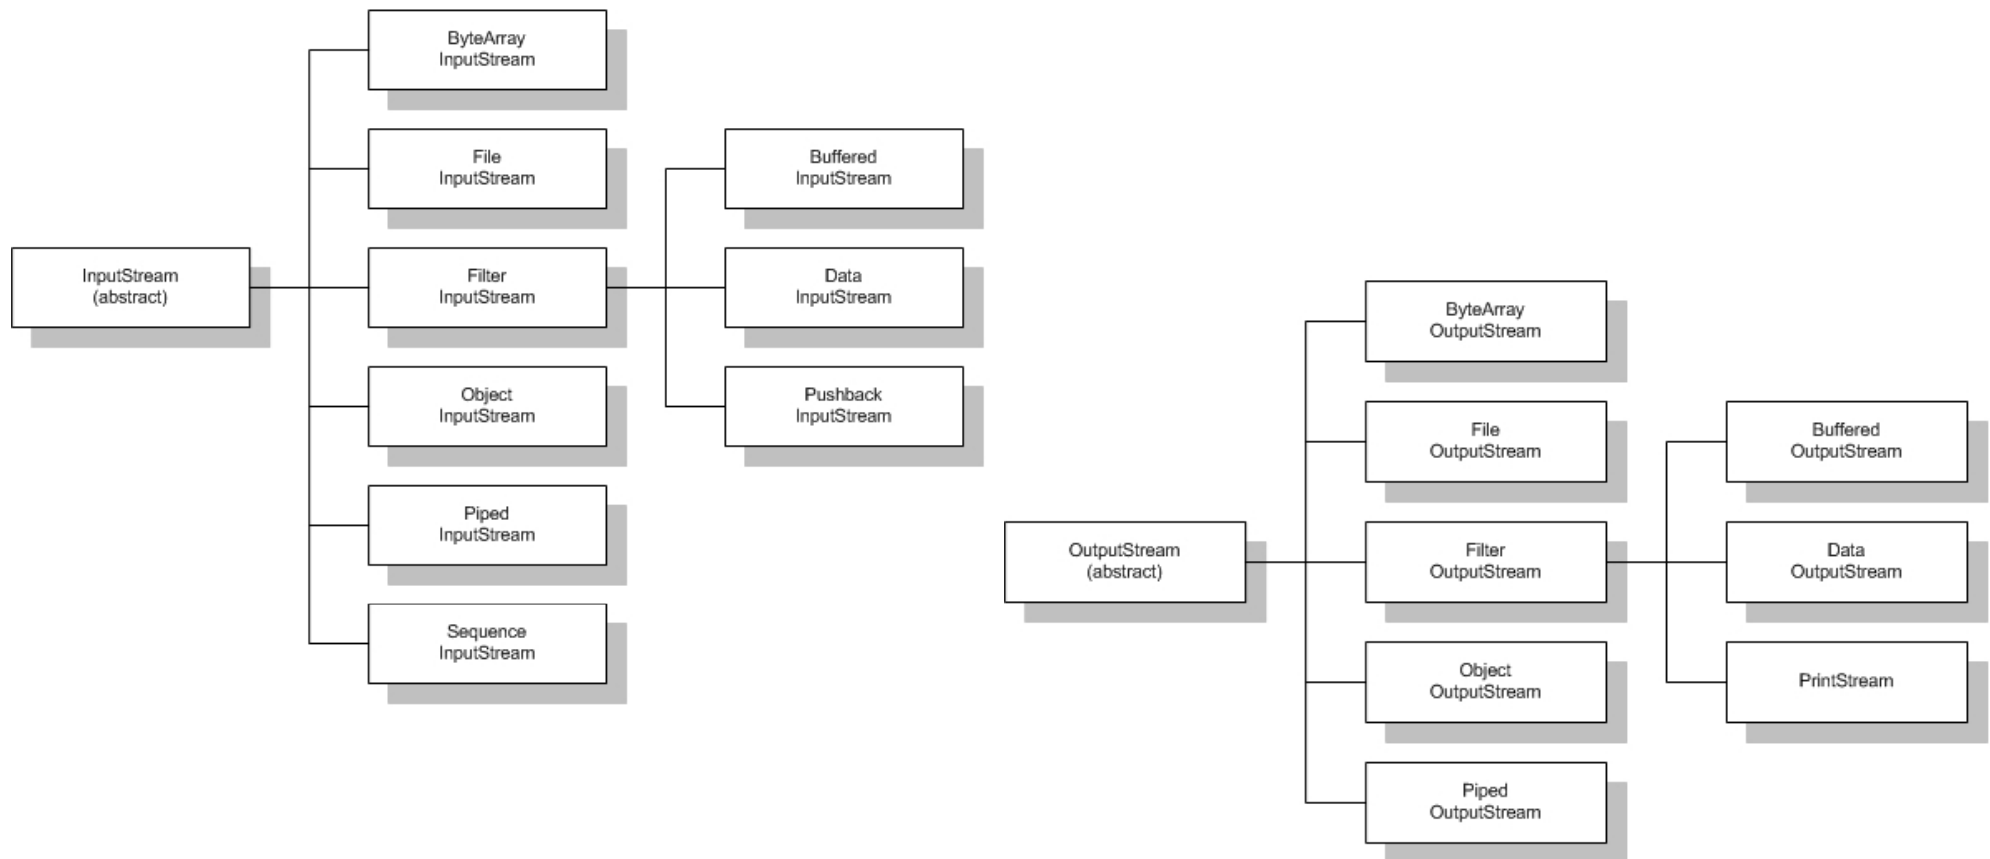 ByteArray
InputStream
File
InputStream
Buffered
InputStream
InputStream
(abstract)
Filter
InputStream
Data
InputStream
Object
InputStream
Pushback
InputStream
Piped
InputStream
Sequence
InputStream
ByteArray
OutputStream
File
OutputStream
Buffered
OutputStream
OutputStream
(abstract)
Filter
OutputStream
Data
OutputStream
Object
OutputStream
PrintStream
Piped
OutputStream